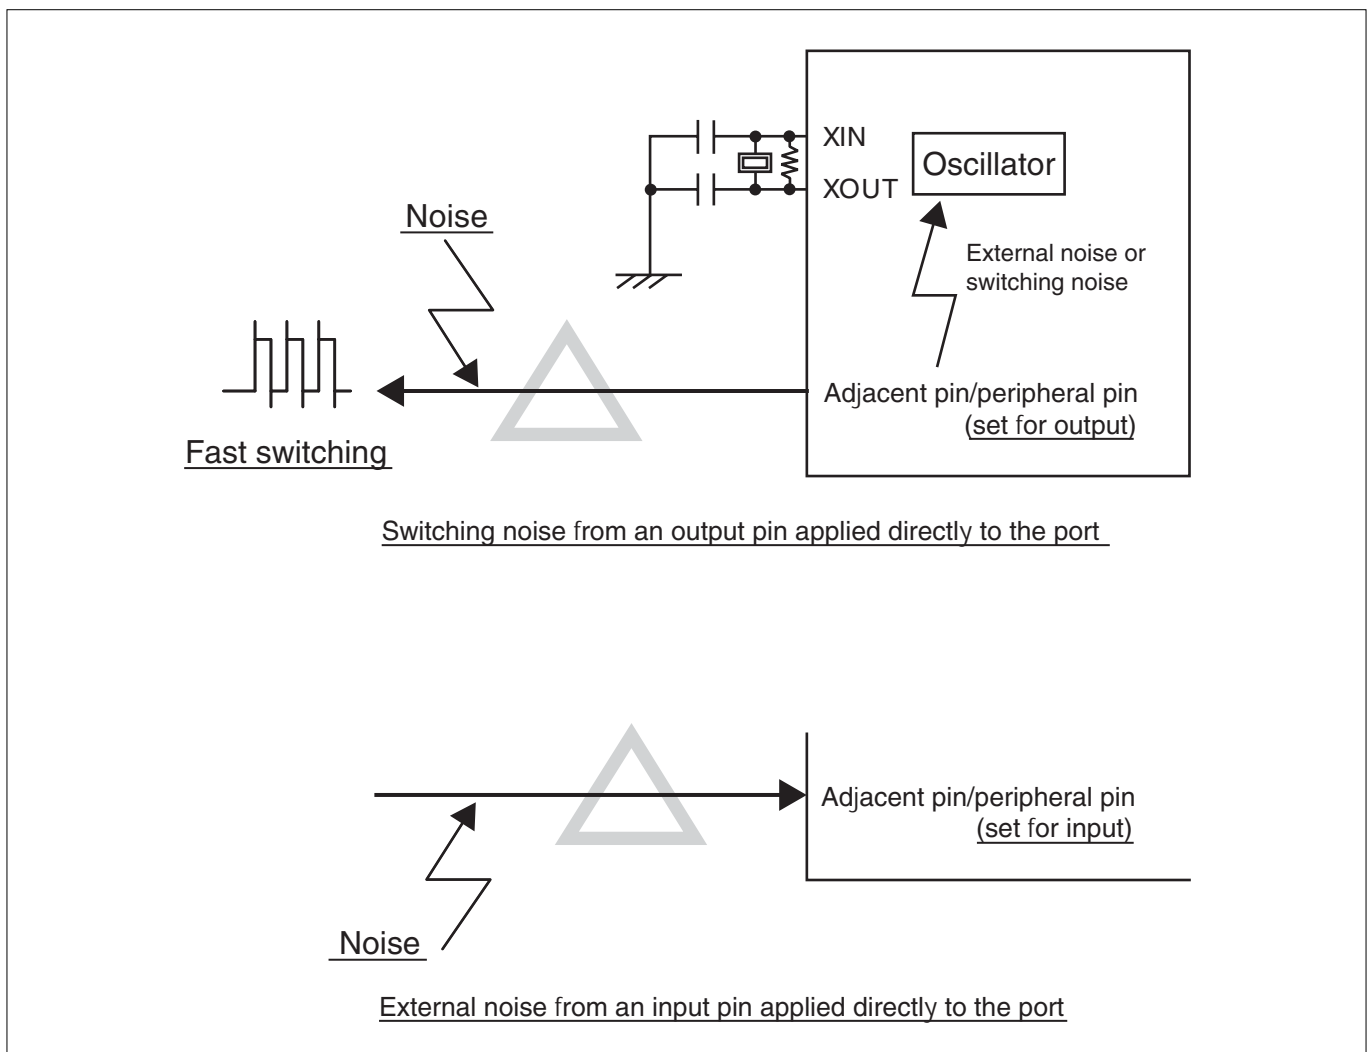 XIN
Oscillator
XOUT
Noise
External noise or
switching noise
Adjacent pin/peripheral pin
(set for output)
Fast switching
Switching noise from an output pin applied directly to the port
Adjacent pin/peripheral pin
(set for input)
Noise
External noise from an input pin applied directly to the port